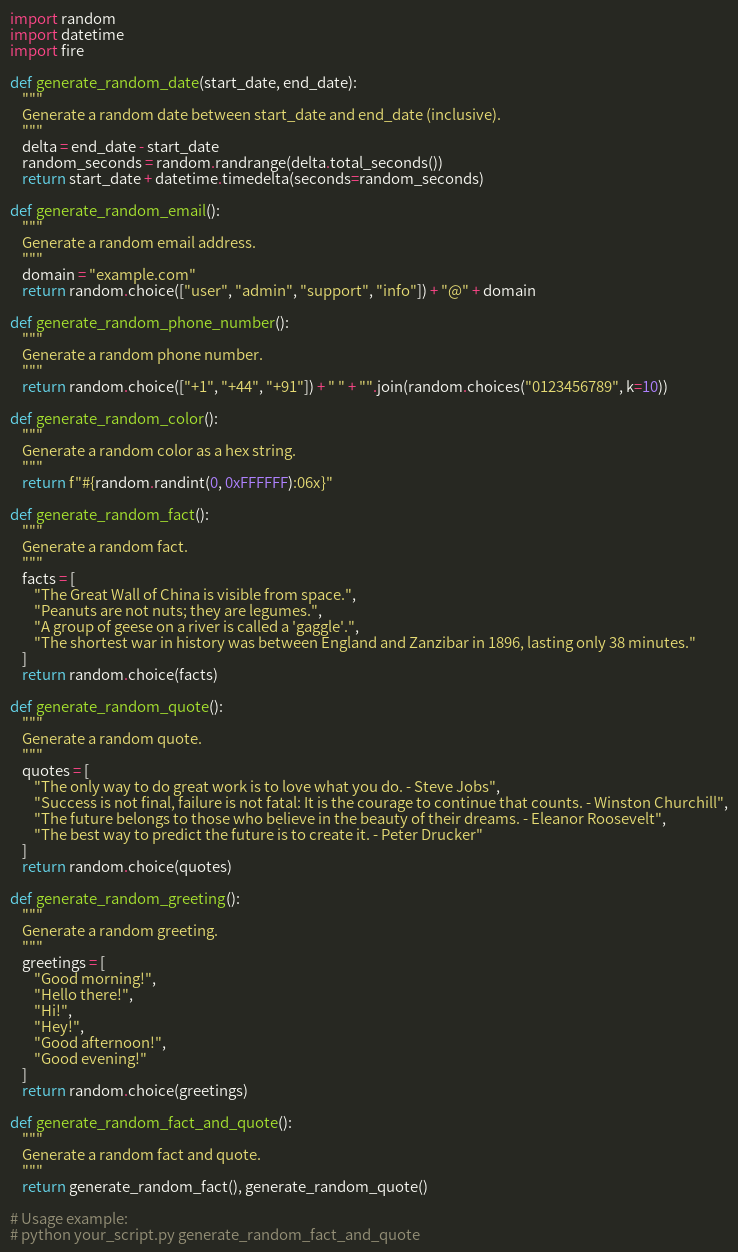 import random
import datetime
import fire

def generate_random_date(start_date, end_date):
    """
    Generate a random date between start_date and end_date (inclusive).
    """
    delta = end_date - start_date
    random_seconds = random.randrange(delta.total_seconds())
    return start_date + datetime.timedelta(seconds=random_seconds)

def generate_random_email():
    """
    Generate a random email address.
    """
    domain = "example.com"
    return random.choice(["user", "admin", "support", "info"]) + "@" + domain

def generate_random_phone_number():
    """
    Generate a random phone number.
    """
    return random.choice(["+1", "+44", "+91"]) + " " + "".join(random.choices("0123456789", k=10))

def generate_random_color():
    """
    Generate a random color as a hex string.
    """
    return f"#{random.randint(0, 0xFFFFFF):06x}"

def generate_random_fact():
    """
    Generate a random fact.
    """
    facts = [
        "The Great Wall of China is visible from space.",
        "Peanuts are not nuts; they are legumes.",
        "A group of geese on a river is called a 'gaggle'.",
        "The shortest war in history was between England and Zanzibar in 1896, lasting only 38 minutes."
    ]
    return random.choice(facts)

def generate_random_quote():
    """
    Generate a random quote.
    """
    quotes = [
        "The only way to do great work is to love what you do. - Steve Jobs",
        "Success is not final, failure is not fatal: It is the courage to continue that counts. - Winston Churchill",
        "The future belongs to those who believe in the beauty of their dreams. - Eleanor Roosevelt",
        "The best way to predict the future is to create it. - Peter Drucker"
    ]
    return random.choice(quotes)

def generate_random_greeting():
    """
    Generate a random greeting.
    """
    greetings = [
        "Good morning!",
        "Hello there!",
        "Hi!",
        "Hey!",
        "Good afternoon!",
        "Good evening!"
    ]
    return random.choice(greetings)

def generate_random_fact_and_quote():
    """
    Generate a random fact and quote.
    """
    return generate_random_fact(), generate_random_quote()

# Usage example:
# python your_script.py generate_random_fact_and_quote